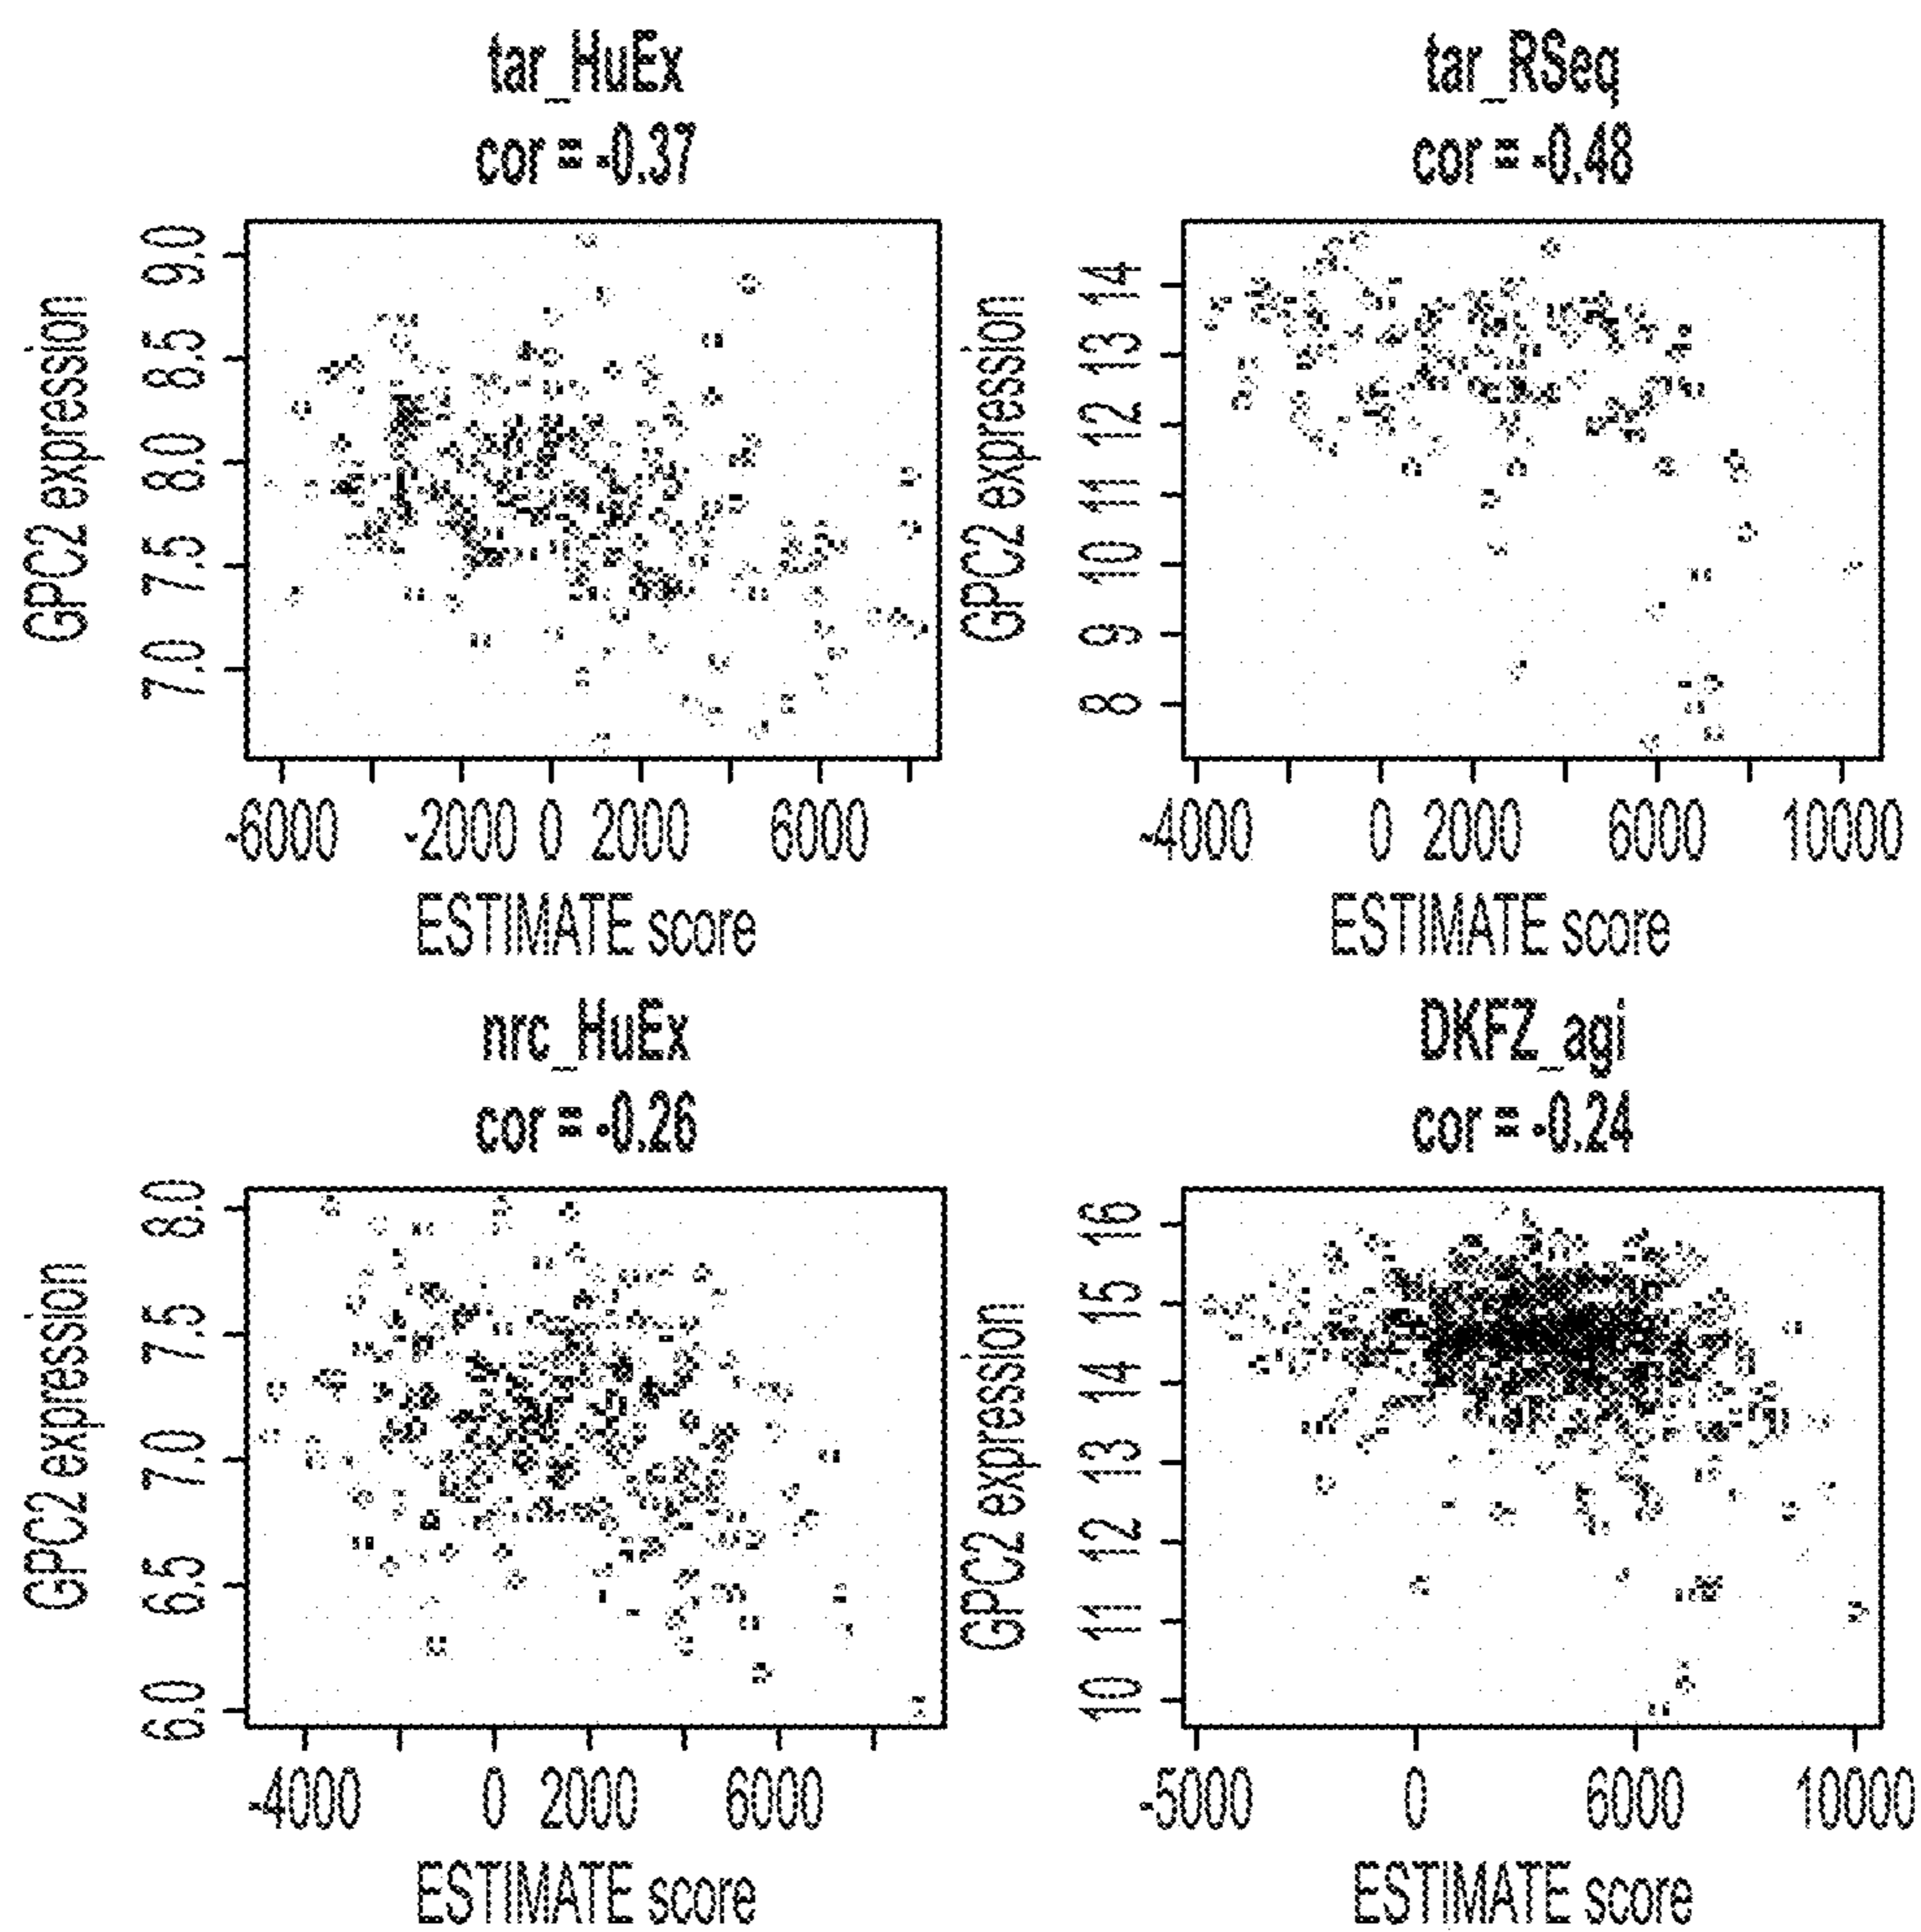 tar_HuEx
cor = -0.37
GPC2 expression
9.0
8.5
8.0
7.5
7.0
-6000 -2000 0 2000 6000
ESTIMATE score
tar_RSeq
cor = -0.48
GPC2 expression
14
13
12
11
10
9
8
-4000 0 2000 6000 10000
ESTIMATE score
nrc_HuEx
cor = -0.26
GPC2 expression
8.0
7.5
7.0
6.5
6.0
-4000 0 2000 6000
ESTIMATE score
DKFZ_agi
cor = -0.24
GPC2 expression
16
15
14
13
12
11
10
-5000 0 6000 10000
ESTIMATE score